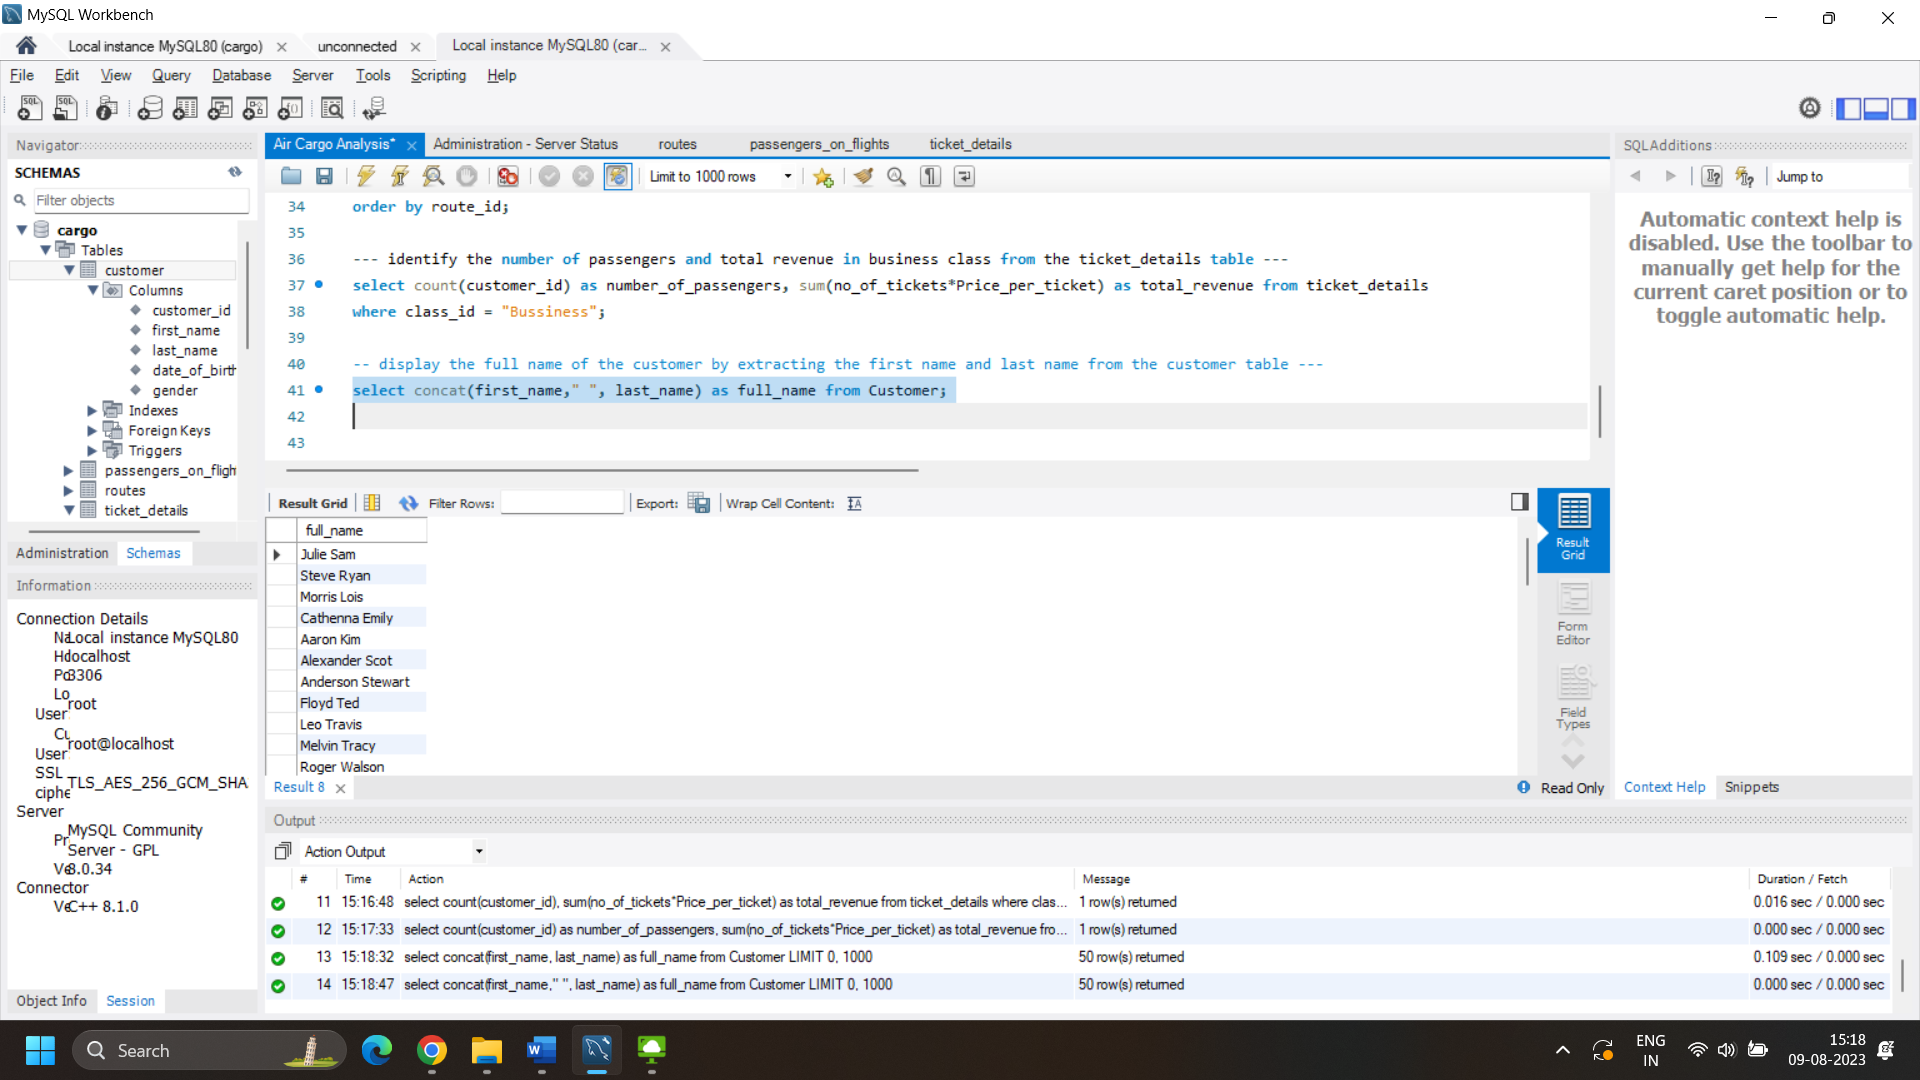 MySQL Workbench
Local instance MySQL80 (cargo)
unconnected
Local instance MySQL80 (car...
File Edit View Query Database Server Tools Scripting Help
Navigator
SCHEMAS
Filter objects
cargo
Tables
customer
Columns
customer_id
first_name
last_name
date_of_birth
gender
Indexes
Foreign Keys
Triggers
passengers_on_fligh
routes
ticket_details
Administration Schemas
Information
Connection Details
Local instance MySQL80
localhost
3306
root
User
root@localhost
User
SSL
TLS_AES_256_GCM_SHA
ciphe
Server
MySQL Community
Server - GPL
8.0.34
Connector
C++ 8.1.0
Object Info Session
Air Cargo Analysis* Administration - Server Status routes passengers_on_flights ticket_details
Limit to 1000 rows
34 order by route_id;
35
36 --- identify the number of passengers and total revenue in business class from the ticket_details table ---
37 select count(customer_id) as number_of_passengers, sum(no_of_tickets*Price_per_ticket) as total_revenue from ticket_details
38 where class_id = "Bussiness";
39
40 -- display the full name of the customer by extracting the first name and last name from the customer table ---
41 select concat(first_name," ", last_name) as full_name from Customer;
42
43
Result Grid Filter Rows: Export: Wrap Cell Content:
full_name
Julie Sam
Steve Ryan
Morris Lois
Cathenna Emily
Aaron Kim
Alexander Scot
Anderson Stewart
Floyd Ted
Leo Travis
Melvin Tracy
Roger Walson
Result Grid
Form Editor
Field Types
Result 8
Read Only
SQLAdditions
Jump to
Automatic context help is
disabled. Use the toolbar to
manually get help for the
current caret position or to
toggle automatic help.
Context Help Snippets
Output
Action Output
# Time Action Message Duration / Fetch
11 15:16:48 select count(customer_id), sum(no_of_tickets*Price_per_ticket) as total_revenue from ticket_details where clas... 1 row(s) returned 0.016 sec / 0.000 sec
12 15:17:33 select count(customer_id) as number_of_passengers, sum(no_of_tickets*Price_per_ticket) as total_revenue fro... 1 row(s) returned 0.000 sec / 0.000 sec
13 15:18:32 select concat(first_name, last_name) as full_name from Customer LIMIT 0, 1000 50 row(s) returned 0.109 sec / 0.000 sec
14 15:18:47 select concat(first_name," ", last_name) as full_name from Customer LIMIT 0, 1000 50 row(s) returned 0.000 sec / 0.000 sec
Search
ENG
IN
15:18
09-08-2023